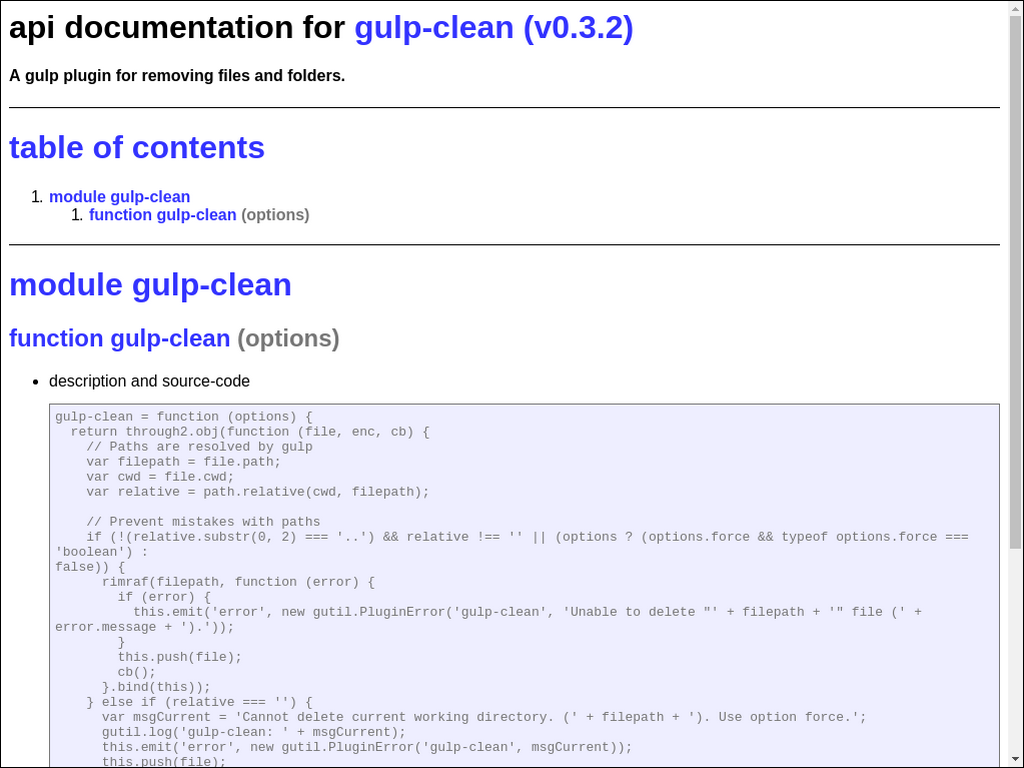 api documentation for gulp-clean (v0.3.2)
A gulp plugin for removing files and folders.
table of contents
1. module gulp-clean
1. function gulp-clean (options)
module gulp-clean
function gulp-clean (options)
• description and source-code
gulp-clean = function (options) {
  return through2.obj(function (file, enc, cb) {
    // Paths are resolved by gulp
    var filepath = file.path;
    var cwd = file.cwd;
    var relative = path.relative(cwd, filepath);

    // Prevent mistakes with paths
    if (!(relative.substr(0, 2) === '..') && relative !== '' || (options ? (options.force && typeof options.force ===
'boolean') :
false)) {
      rimraf(filepath, function (error) {
        if (error) {
          this.emit('error', new gutil.PluginError('gulp-clean', 'Unable to delete "' + filepath + '" file (' +
error.message + ').'));
        }
        this.push(file);
        cb();
      }.bind(this));
    } else if (relative === '') {
      var msgCurrent = 'Cannot delete current working directory. (' + filepath + '). Use option force.';
      gutil.log('gulp-clean: ' + msgCurrent);
      this.emit('error', new gutil.PluginError('gulp-clean', msgCurrent));
      this.push(file);